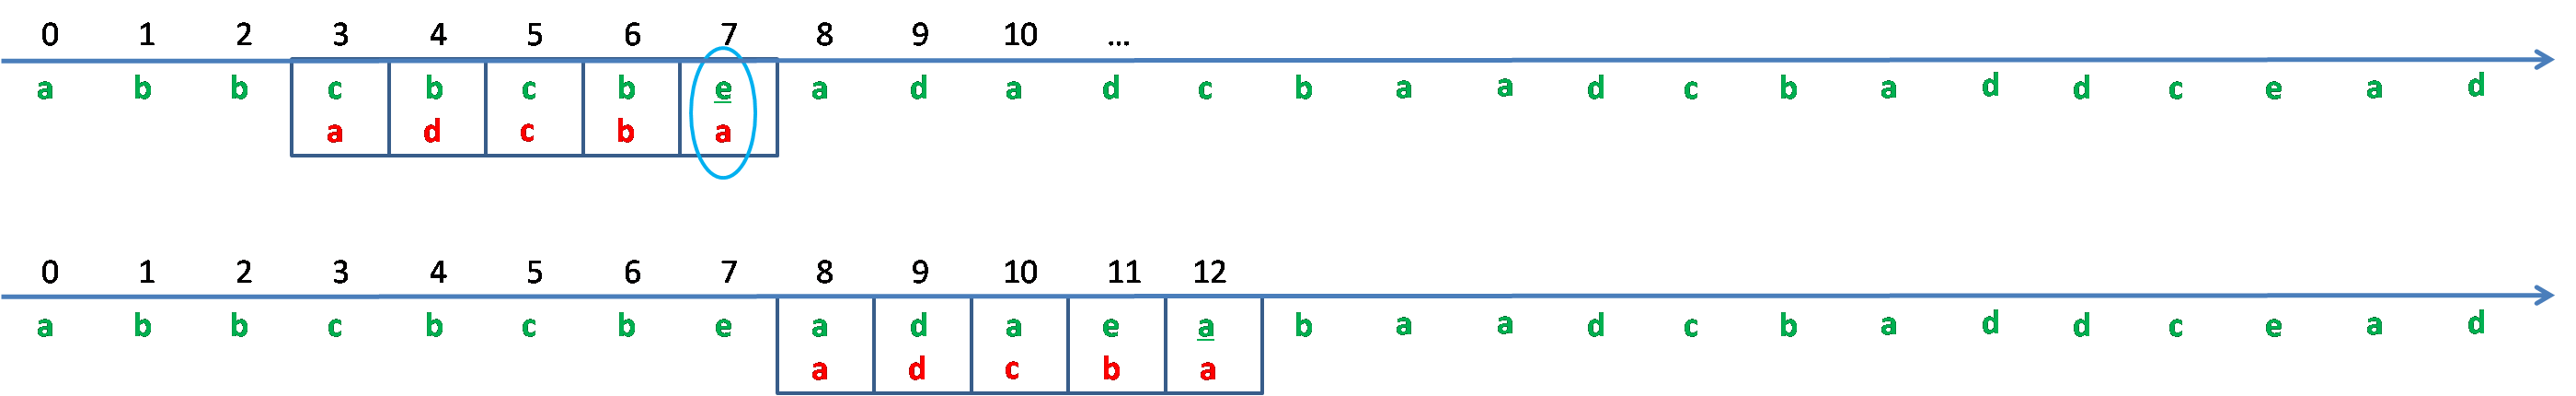 0 1 2 3 4 5 6 7 8 9 10 ...
a b b c b c b e a d a d c b a a d c b a d d c e a d
a d c b a
0 1 2 3 4 5 6 7 8 9 10 11 12
a b b c b c b e a d a e a b a a d c b a d d c e a d
a d c b a